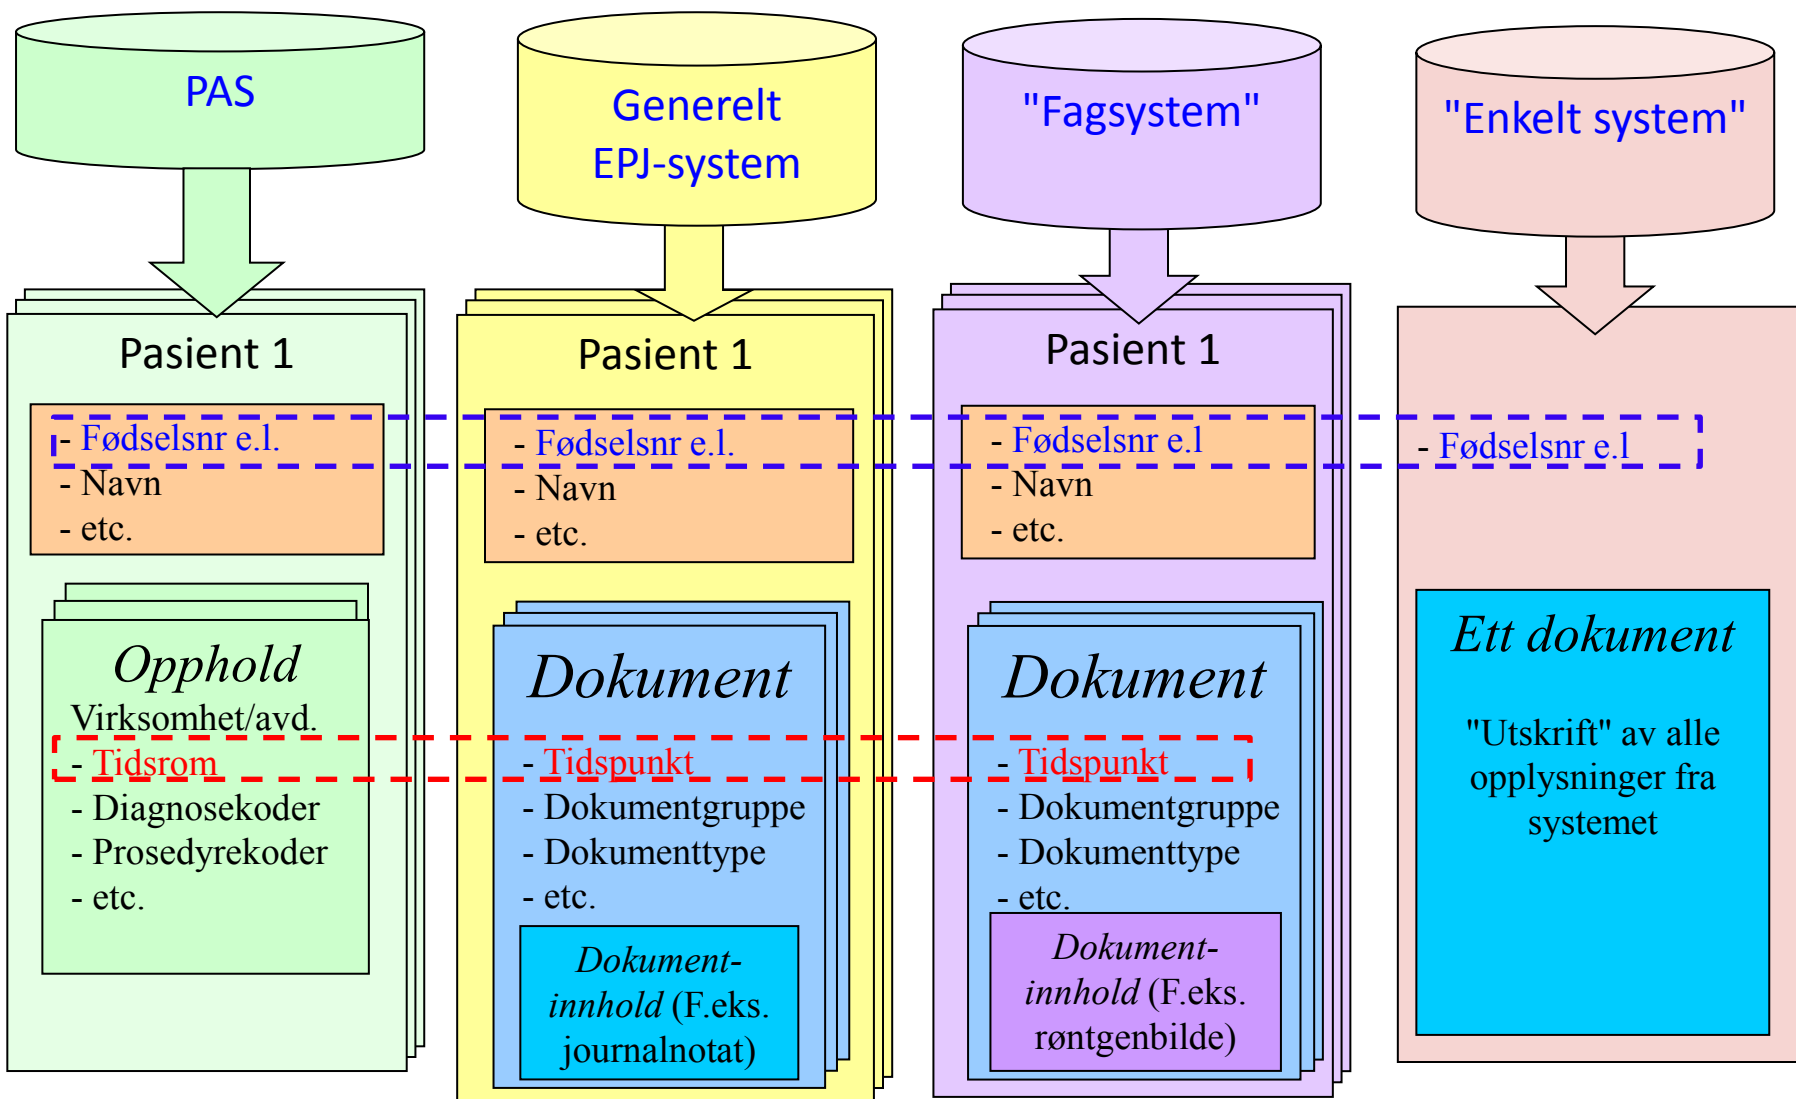 PAS
Generelt
EPJ-system
"Fagsystem"
"Enkelt system"
Pasient 1
- Fødselsnr e.l.
- Navn
- etc.
Opphold
Virksomhet/avd.
- Tidsrom
- Diagnosekoder
- Prosedyrekoder
- etc.
Pasient 1
- Fødselsnr e.l.
- Navn
- etc.
Dokument
- Tidspunkt
- Dokumentgruppe
- Dokumenttype
- etc.
Dokument-
innhold (F.eks.
journalnotat)
Pasient 1
- Fødselsnr e.l
- Navn
- etc.
Dokument
- Tidspunkt
- Dokumentgruppe
- Dokumenttype
- etc.
Dokument-
innhold (F.eks.
røntgenbilde)
- Fødselsnr e.l
Ett dokument
"Utskrift" av alle
opplysninger fra
systemet